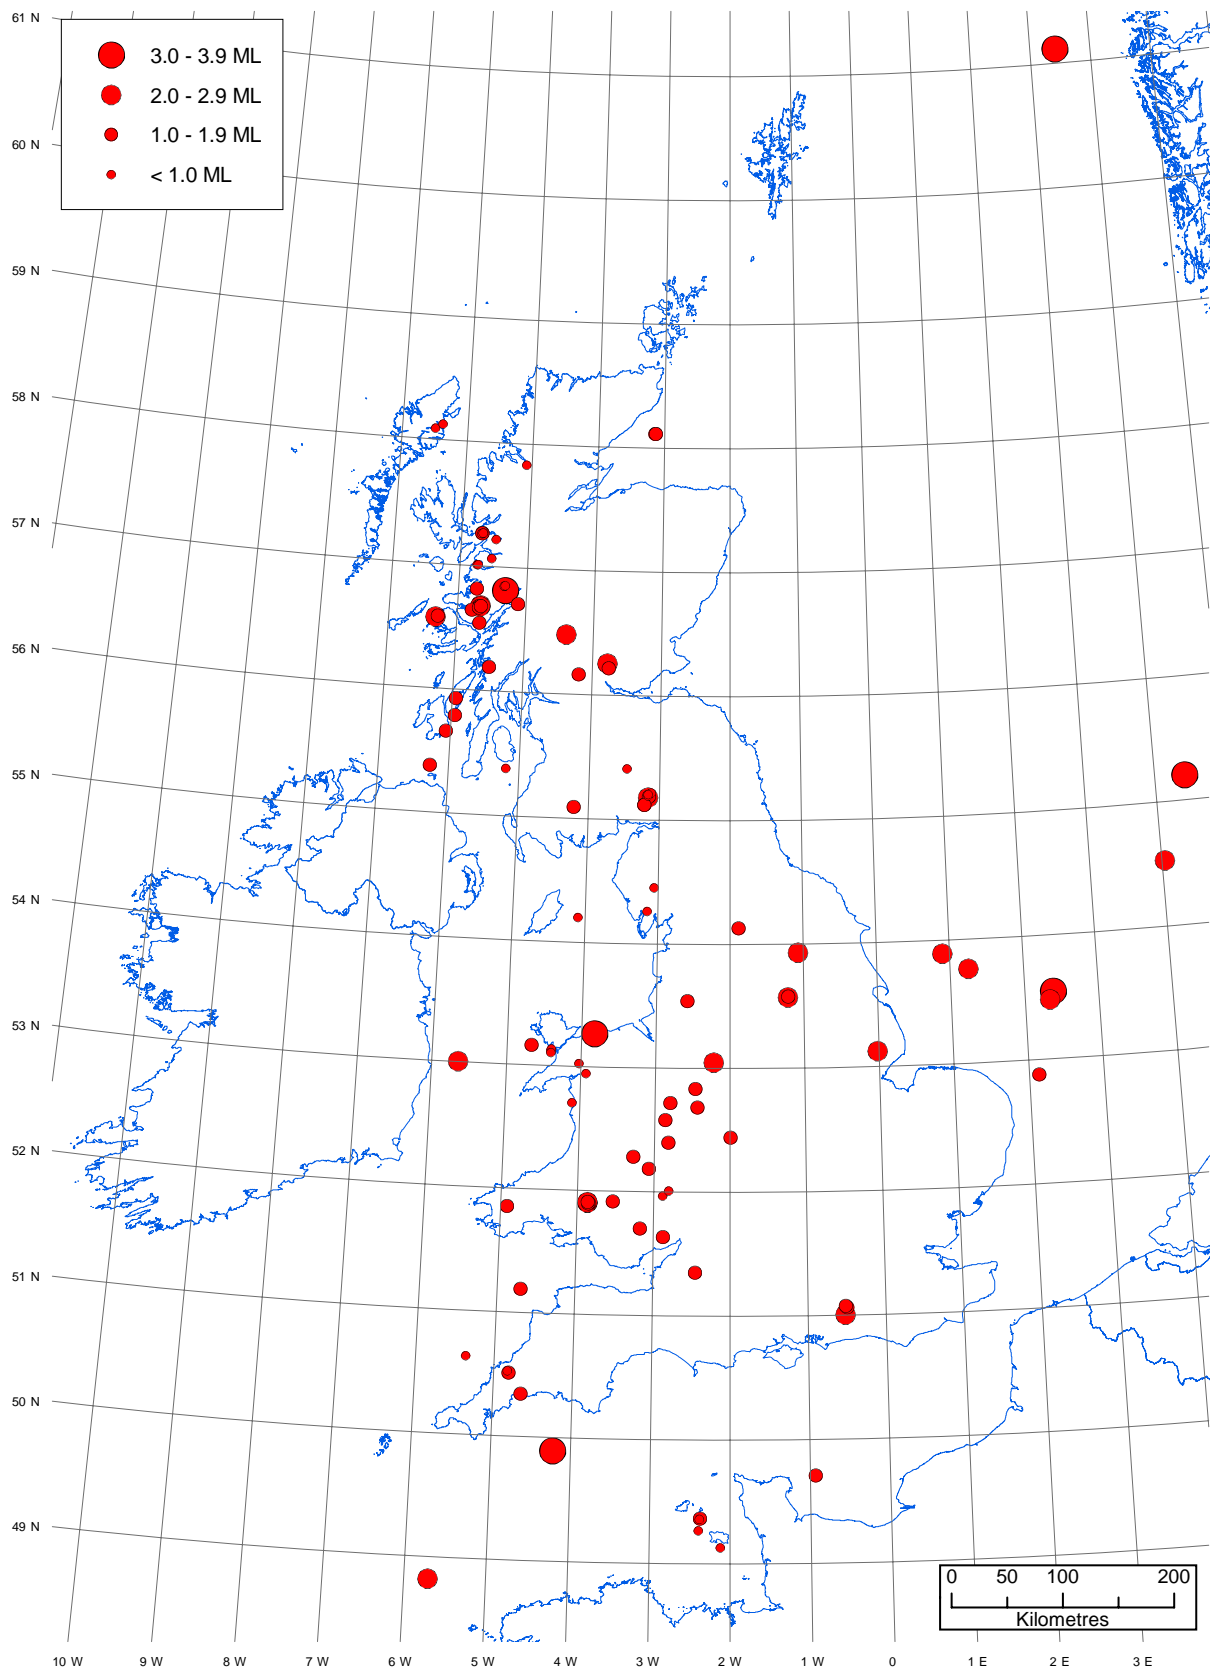 61 N
3.0 - 3.9 ML
2.0 - 2.9 ML
1.0 - 1.9 ML
< 1.0 ML
60 N
59 N
58 N
57 N
56 N
55 N
54 N
53 N
52 N
51 N
50 N
49 N
0 50 100 200
Kilometres
10 W 9 W 8 W 7 W 6 W 5 W 4 W 3 W 2 W 1 W 0 1 E 2 E 3 E